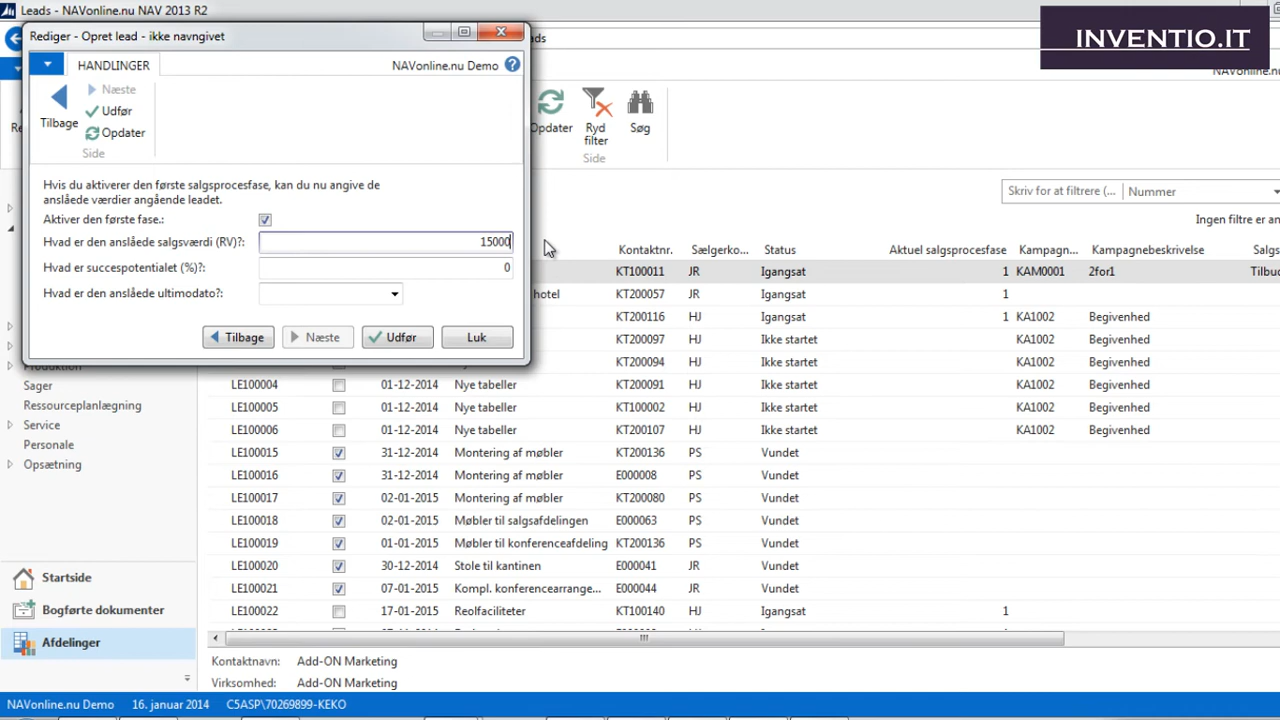 Leads - NAVonline.nu NAV 2013 R2
INVENTIO.IT
Rediger - Opret lead - ikke navngivet
HANDLINGER
NAVonline.nu Demo
Næste
Udfør
Tilbage
Opdater
Side
Opdater
Ryd filter
Søg
Side
Hvis du aktiverer den første salgsprocesfase, kan du nu angive de
anslåede værdier angående leadet.
Aktiver den første fase.:
Hvad er den anslåede salgsværdi (RV)?: 15000
Hvad er succespotentialet (%)?: 0
Hvad er den anslåede ultimodato?:
Tilbage Næste Udfør Luk
Skriv for at filtrere (... Nummer
Ingen filtre er an
Kontaktnr. Sælgerko... Status Aktuel salgsprocesfase Kampagn... Kampagnebeskrivelse Salgs
KT100011 JR Igangsat 1 KAM0001 2for1 Tilbud
hotel KT200057 JR Igangsat 1
KT200116 HJ Igangsat 1 KA1002 Begivenhed
KT200097 HJ Ikke startet KA1002 Begivenhed
KT200094 HJ Ikke startet KA1002 Begivenhed
LE100004 01-12-2014 Nye tabeller KT200091 HJ Ikke startet KA1002 Begivenhed
LE100005 01-12-2014 Nye tabeller KT100002 HJ Ikke startet KA1002 Begivenhed
LE100006 01-12-2014 Nye tabeller KT200107 HJ Ikke startet KA1002 Begivenhed
LE100015 31-12-2014 Montering af møbler KT200136 PS Vundet
LE100016 31-12-2014 Montering af møbler E000008 PS Vundet
LE100017 02-01-2015 Montering af møbler KT200080 PS Vundet
LE100018 02-01-2015 Møbler til salgsafdelingen E000063 PS Vundet
LE100019 01-01-2015 Møbler til konferenceafdeling KT200136 PS Vundet
LE100020 30-12-2014 Stole til kantinen E000041 JR Vundet
LE100021 07-01-2015 Kompl. konferencearrange... E000044 JR Vundet
LE100022 17-01-2015 Reolfaciliteter KT100140 HJ Igangsat 1
Produktion
Sager
Ressourceplanlægning
Service
Personale
Opsætning
Startside
Bogførte dokumenter
Afdelinger
Kontaktnavn: Add-ON Marketing
Virksomhed: Add-ON Marketing
NAVonline.nu Demo 16. januar 2014 C5ASP\70269899-KEKO